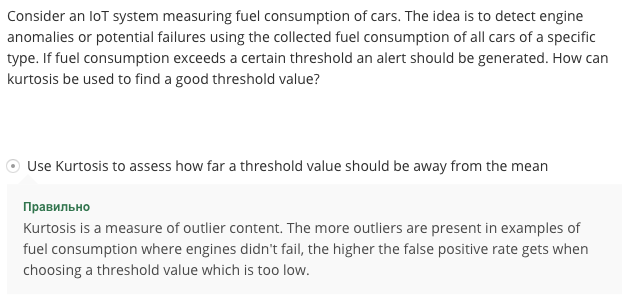 Consider an IoT system measuring fuel consumption of cars. The idea is to detect engine
anomalies or potential failures using the collected fuel consumption of all cars of a specific
type. If fuel consumption exceeds a certain threshold an alert should be generated. How can
kurtosis be used to find a good threshold value?
Use Kurtosis to assess how far a threshold value should be away from the mean
Правильно
Kurtosis is a measure of outlier content. The more outliers are present in examples of
fuel consumption where engines didn't fail, the higher the false positive rate gets when
choosing a threshold value which is too low.